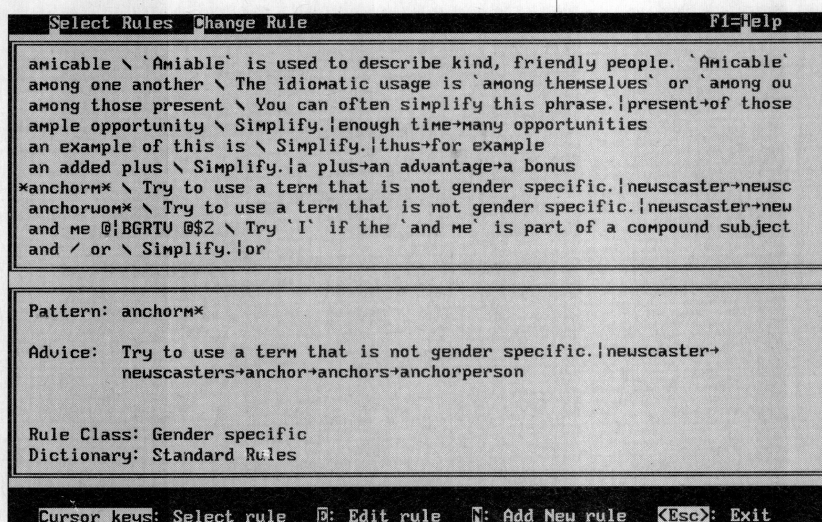 Select Rules  Change Rule  F1=Help
amicable \ `Amiable` is used to describe kind, friendly people. `Amicable`
among one another \ The idiomatic usage is `among themselves` or `among ou
among those present \ You can often simplify this phrase.¦present→of those
ample opportunity \ Simplify.¦enough time→many opportunities
an example of this is \ Simplify.¦thus→for example
an added plus \ Simplify.¦a plus→an advantage→a bonus
*anchorm* \ Try to use a term that is not gender specific.¦newscaster→newsc
anchorwom* \ Try to use a term that is not gender specific.¦newscaster→new
and me @¦BGRTV @$2 \ Try `I` if the `and me` is part of a compound subject
and / or \ Simplify.¦or
Pattern: anchorm*
Advice: Try to use a term that is not gender specific.¦newscaster→
newscasters→anchor→anchors→anchorperson
Rule Class: Gender specific
Dictionary: Standard Rules
Cursor keys: Select rule  E: Edit rule  N: Add New rule  <Esc>: Exit